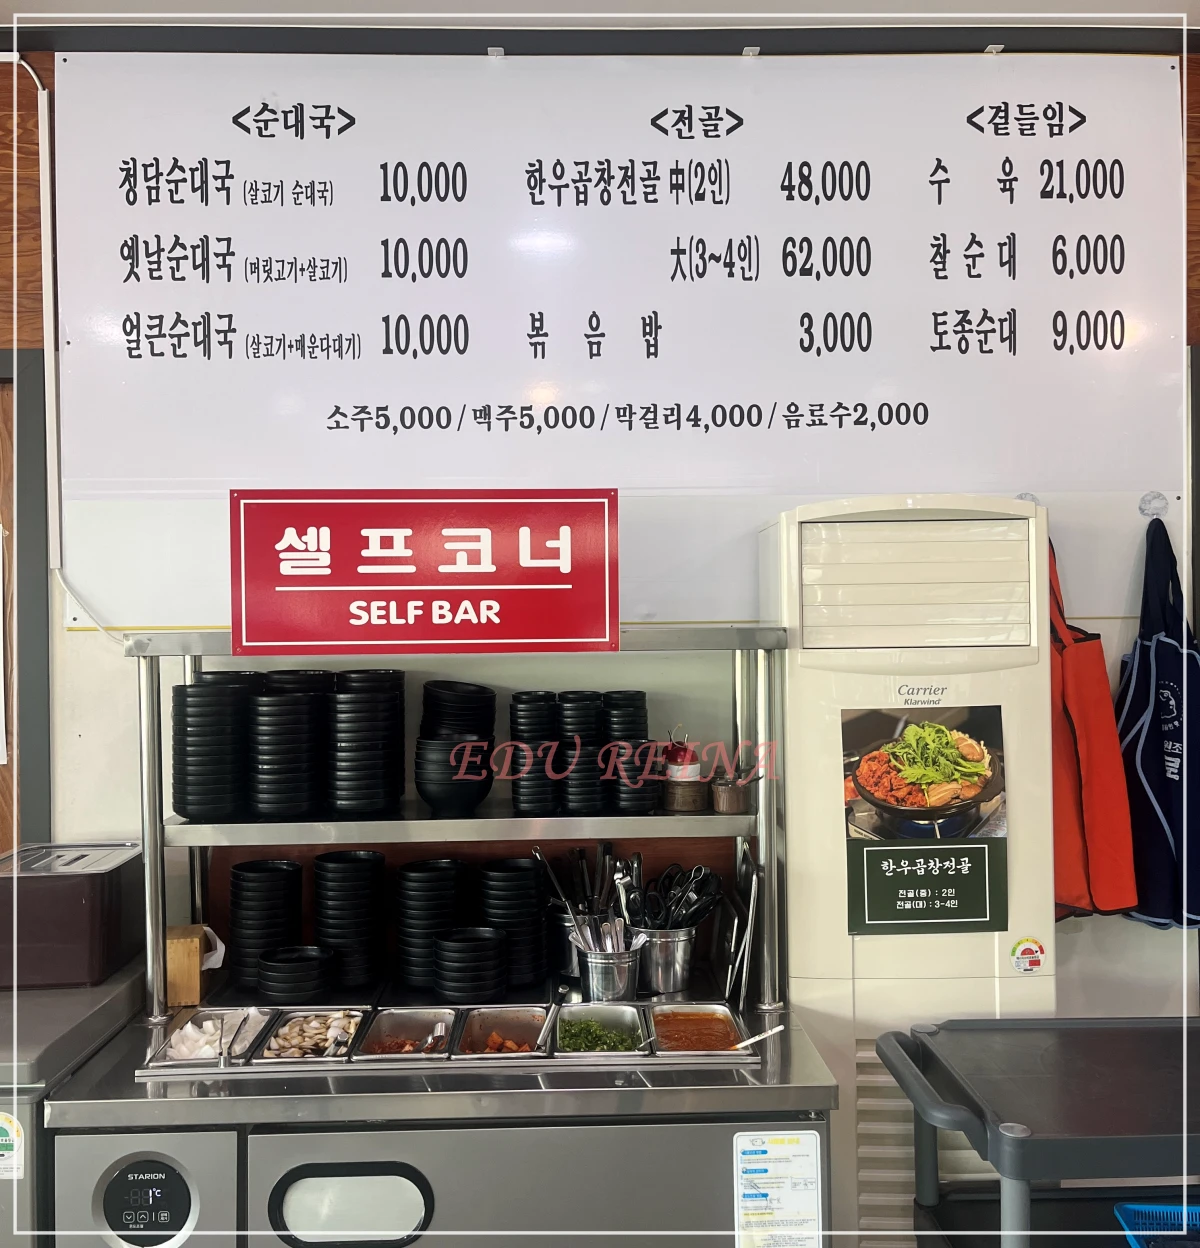 <순대국>
청담순대국 (살코기 순대국) 10,000
옛날순대국 (머릿고기+살코기) 10,000
얼큰순대국 (살코기+매운다대기) 10,000
<전골>
한우곱창전골 中(2인) 48,000
大(3~4인) 62,000
볶음밥 3,000
<곁들임>
수육 21,000
찰순대 6,000
토종순대 9,000
소주5,000/맥주5,000/막걸리4,000/음료수2,000
셀프코너
SELF BAR
EDU REINA
Carrier
Klarwind
한우곱창전골
전골(중) : 2인
전골(대) : 3-4인
원조
STARION
1°C